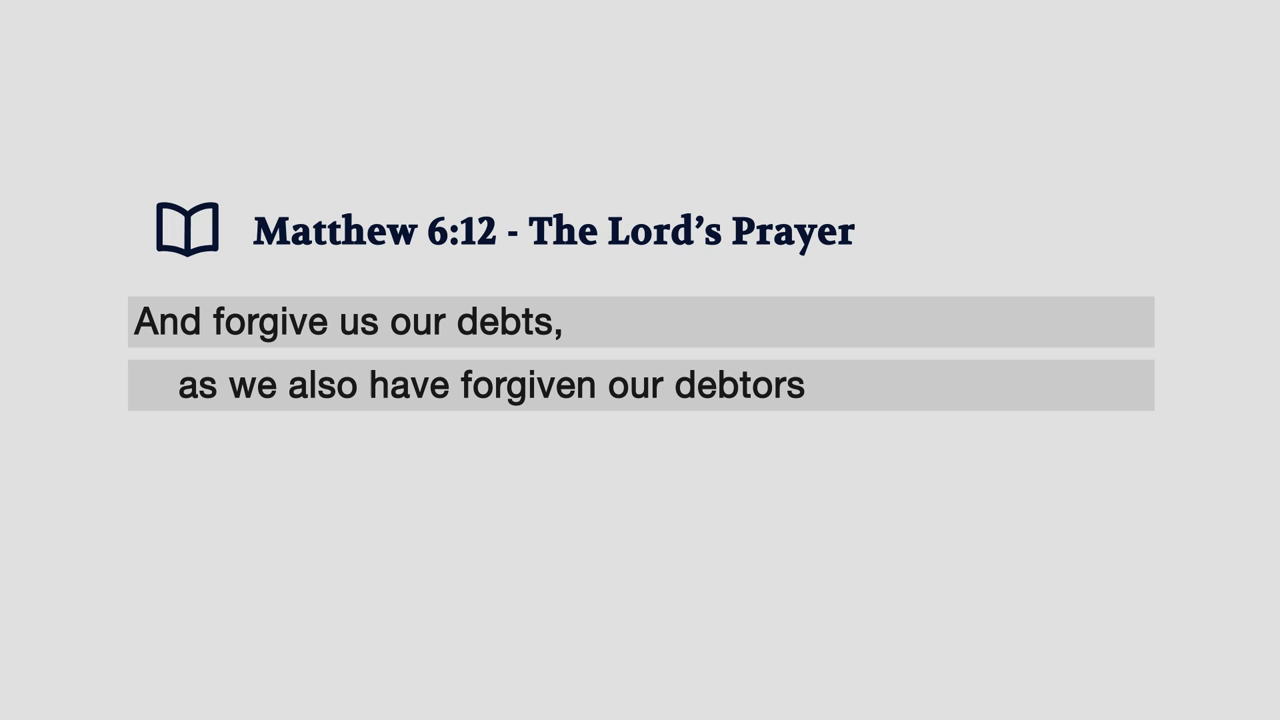 Matthew 6:12 - The Lord’s Prayer
And forgive us our debts,
as we also have forgiven our debtors